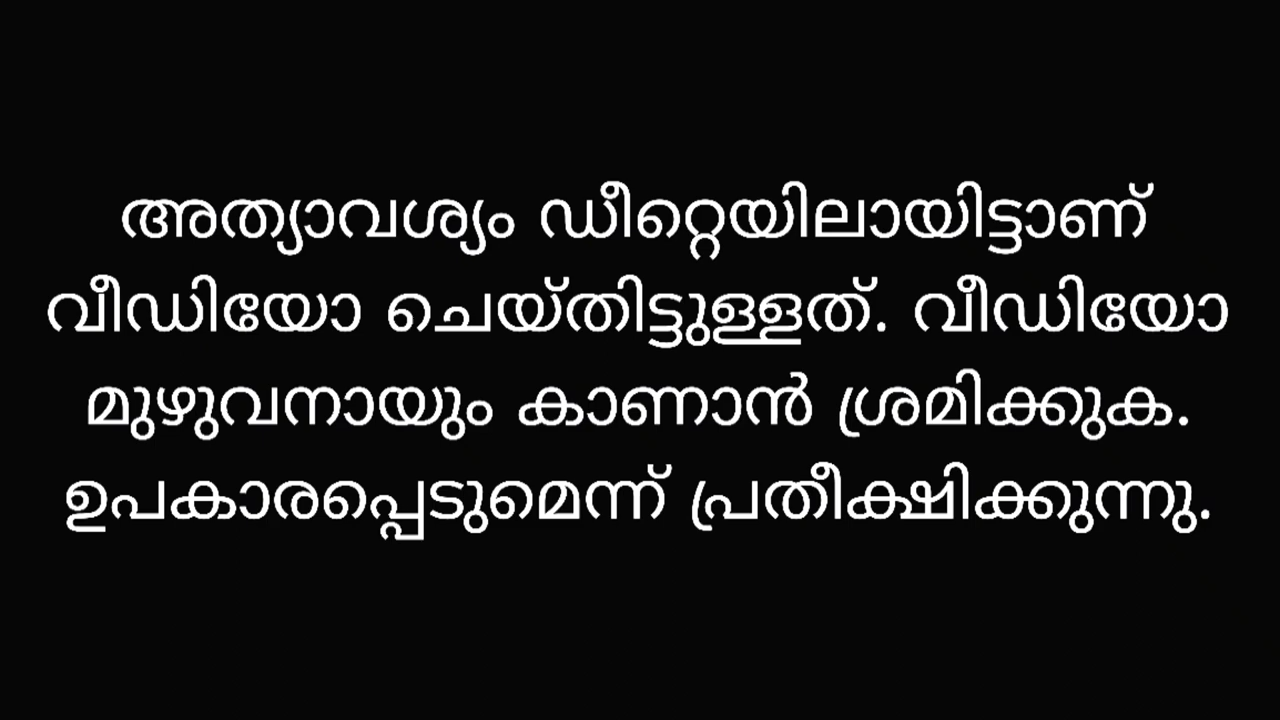 അത്യാവശ്യം ഡീറ്റെയിലായിട്ടാണ്
വീഡിയോ ചെയ്തിട്ടുള്ളത്. വീഡിയോ
മുഴുവനായും കാണാൻ ശ്രമിക്കുക.
ഉപകാരപ്പെടുമെന്ന് പ്രതീക്ഷിക്കുന്നു.